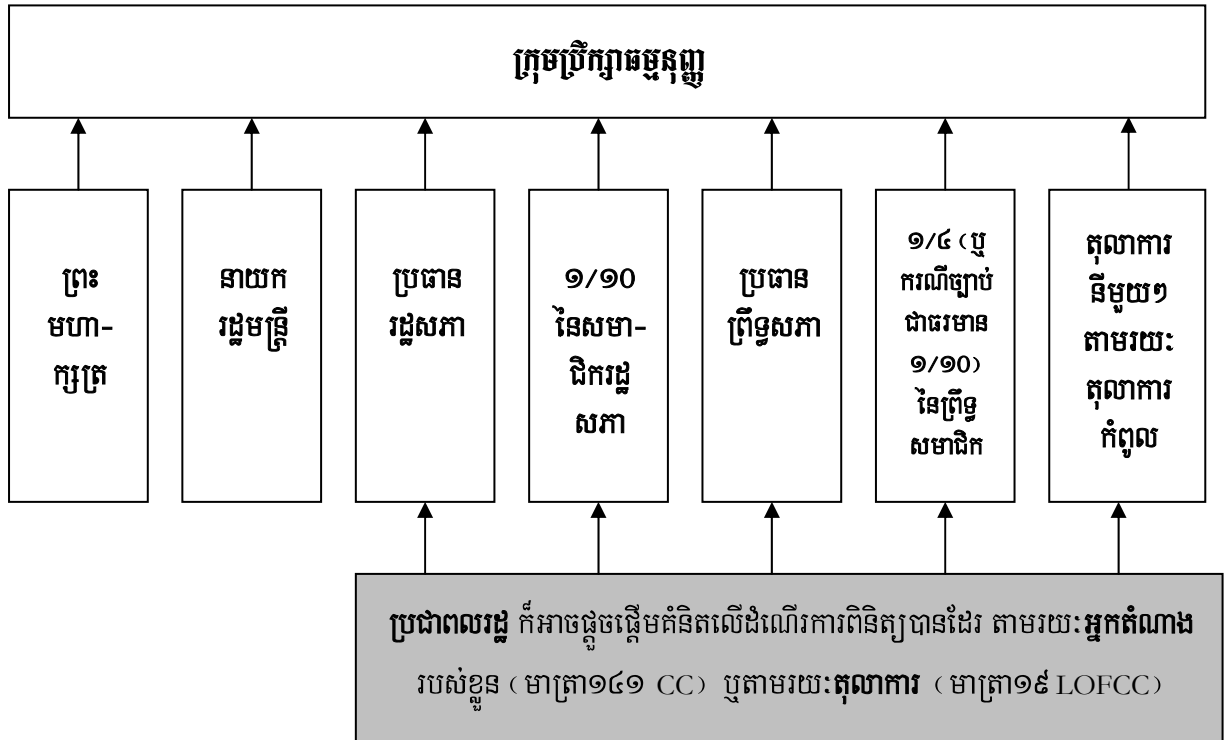 ក្រុមប្រឹក្សាធម្មនុញ្ញ
ព្រះ
មហា-
ក្សត្រ
នាយក
រដ្ឋមន្ត្រី
ប្រធាន
រដ្ឋសភា
១/១០
នៃសមា-
ជិករដ្ឋ
សភា
ប្រធាន
ព្រឹទ្ធសភា
១/៤ (ឬ
ករណីច្បាប់
ជាធរមាន
១/១០)
នៃព្រឹទ្ធ
សមាជិក
តុលាការ
នីមួយៗ
តាមរយៈ
តុលាការ
កំពូល
ប្រជាពលរដ្ឋ ក៏អាចផ្តួចផ្តើមគំនិតលើដំណើរការពិនិត្យបានដែរ តាមរយៈអ្នកតំណាង
របស់ខ្លួន (មាត្រា១៤១ CC) ឬតាមរយៈតុលាការ (មាត្រា១៩ LOFCC)